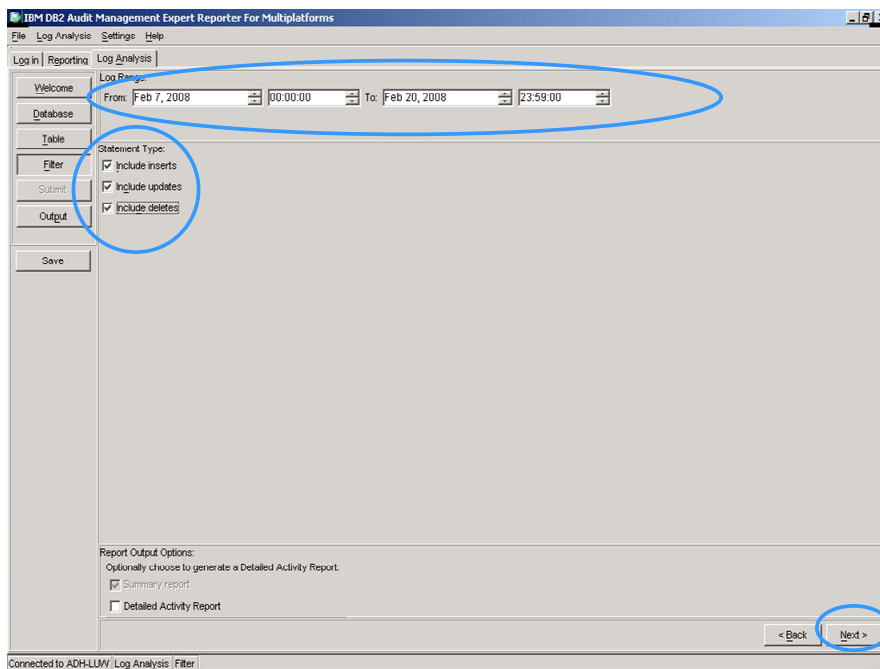 IBM DB2 Audit Management Expert Reporter For Multiplatforms
File Log Analysis Settings Help
Log in Reporting Log Analysis
Welcome
Database
Table
Filter
Submit
Output
Save
Log Range:
From: Feb 7, 2008 00:00:00 To: Feb 20, 2008 23:59:00
Statement Type:
Include inserts
Include updates
Include deletes
Report Output Options:
Optionally choose to generate a Detailed Activity Report.
Summary report
Detailed Activity Report
< Back Next >
Connected to ADH-LUW Log Analysis Filter